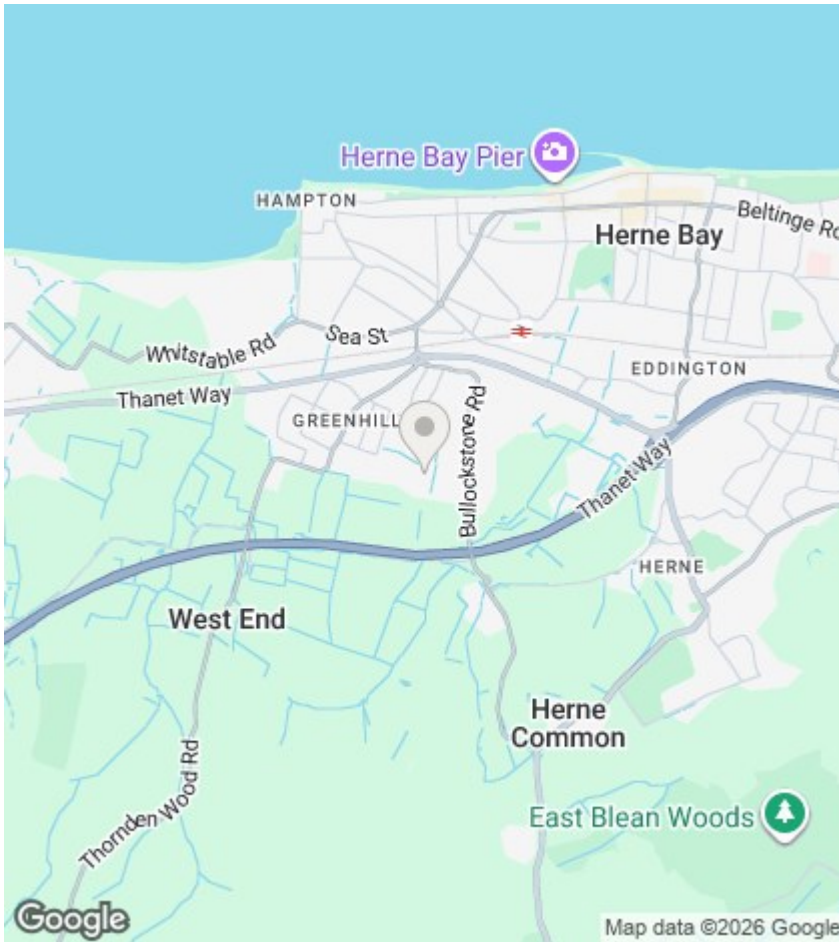 Herne Bay Pier
HAMPTON
Beltinge Ro
Herne Bay
Sea St
Whitstable Rd
EDDINGTON
Thanet Way
GREENHILL
Bullockstone Rd
Thanet Way
HERNE
West End
Herne
Common
Thornden Wood Rd
East Blean Woods
Google
Map data ©2026 Google